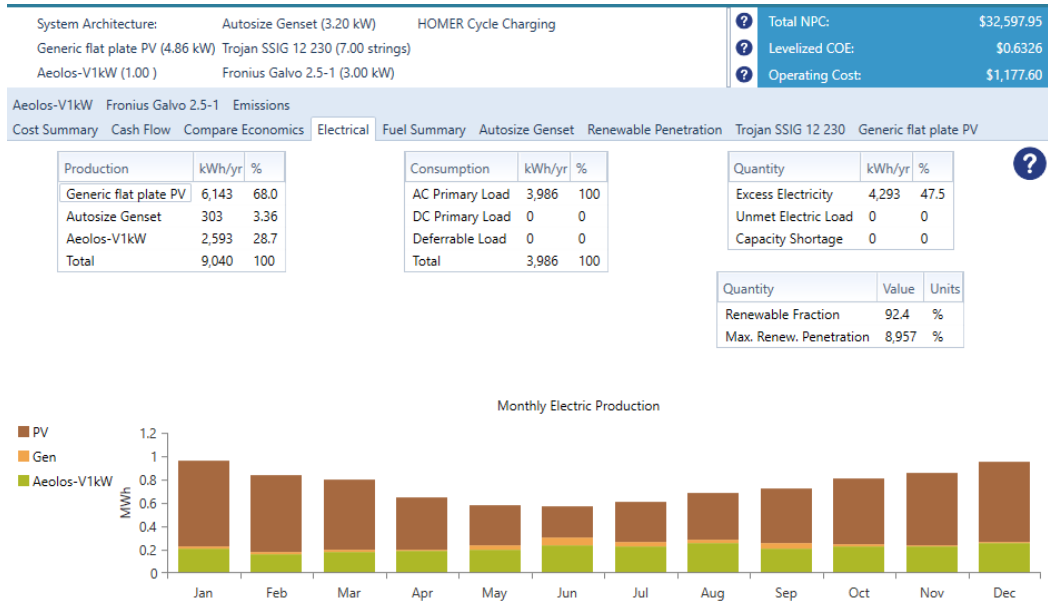 System Architecture: Autosize Genset (3.20 kW) HOMER Cycle Charging
Generic flat plate PV (4.86 kW) Trojan SSIG 12 230 (7.00 strings)
Aeolos-V1kW (1.00 ) Fronius Galvo 2.5-1 (3.00 kW)
? Total NPC: $32,597.95
? Levelized COE: $0.6326
? Operating Cost: $1,177.60
Aeolos-V1kW Fronius Galvo 2.5-1 Emissions
Cost Summary Cash Flow Compare Economics Electrical Fuel Summary Autosize Genset Renewable Penetration Trojan SSIG 12 230 Generic flat plate PV
Production kWh/yr %
Generic flat plate PV 6,143 68.0
Autosize Genset 303 3.36
Aeolos-V1kW 2,593 28.7
Total 9,040 100
Consumption kWh/yr %
AC Primary Load 3,986 100
DC Primary Load 0 0
Deferrable Load 0 0
Total 3,986 100
Quantity kWh/yr %
Excess Electricity 4,293 47.5
Unmet Electric Load 0 0
Capacity Shortage 0 0
?
Quantity Value Units
Renewable Fraction 92.4 %
Max. Renew. Penetration 8,957 %
Monthly Electric Production
PV
Gen
Aeolos-V1kW
MWh
1.2
1
0.8
0.6
0.4
0.2
0
Jan Feb Mar Apr May Jun Jul Aug Sep Oct Nov Dec